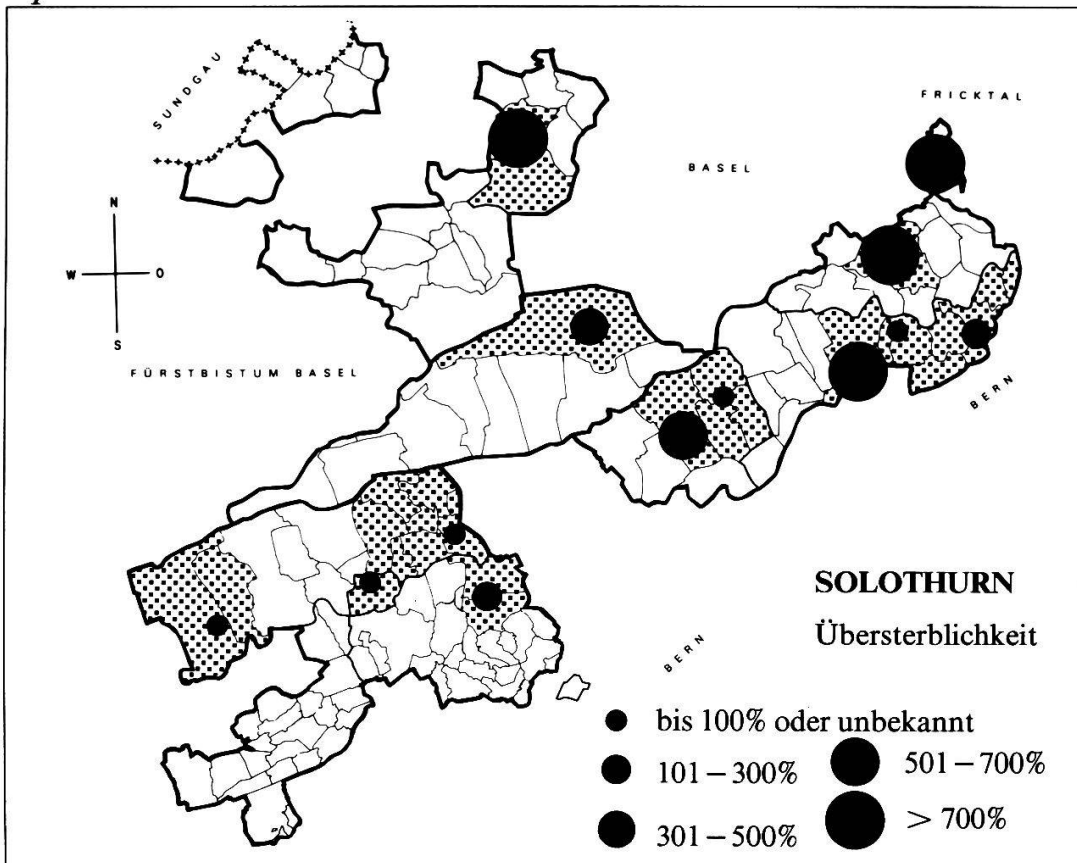 SUNDGAU
FRICKTAL
BASEL
N
W O
S
FÜRSTBISTUM BASEL
BERN
SOLOTHURN
Übersterblichkeit
BERN
bis 100% oder unbekannt
101 – 300%
501 – 700%
301 – 500%
> 700%